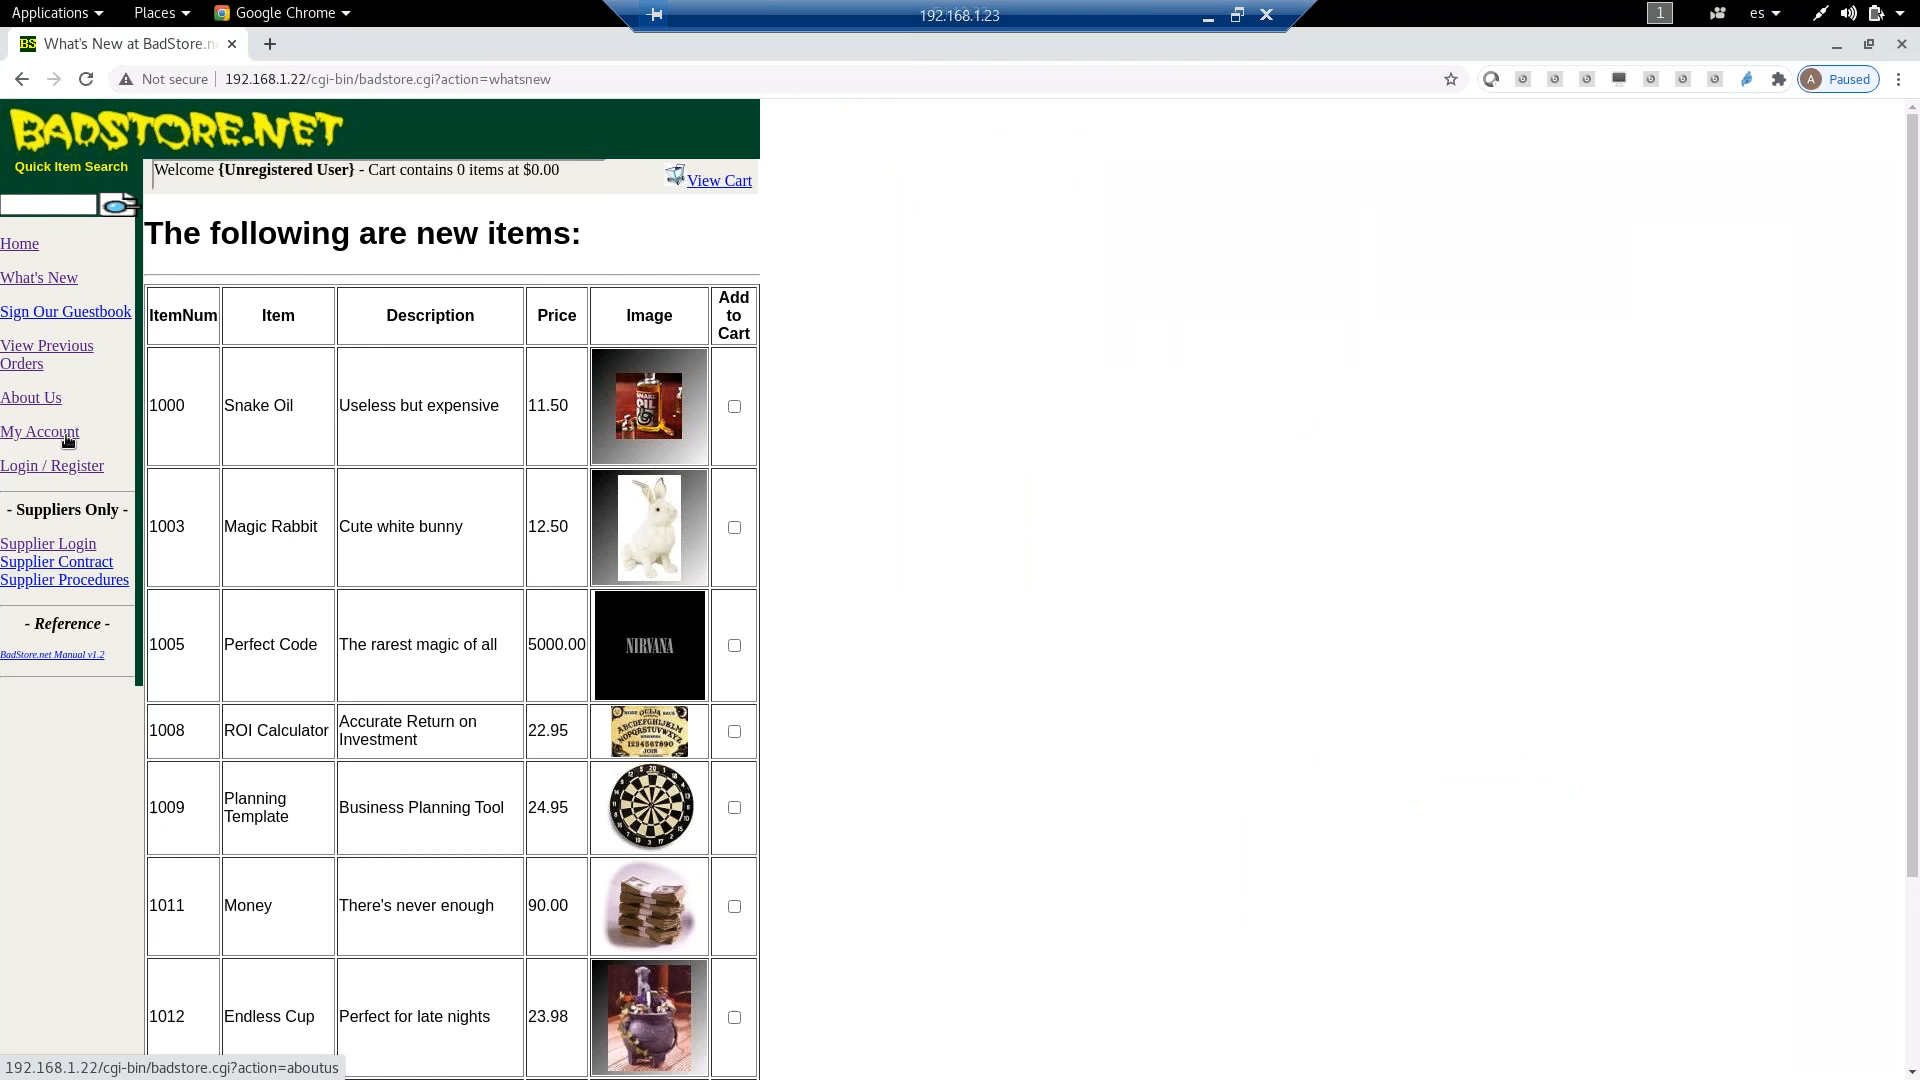 Applications Places Google Chrome 192.168.1.23 1 es
BS What's New at BadStore.n
Not secure 192.168.1.22/cgi-bin/badstore.cgi?action=whatsnew A Paused
BADSTORE.NET
Quick Item Search
Welcome {Unregistered User} - Cart contains 0 items at $0.00
View Cart
Home
What's New
Sign Our Guestbook
View Previous
Orders
About Us
My Account
Login / Register
- Suppliers Only -
Supplier Login
Supplier Contract
Supplier Procedures
- Reference -
BadStore.net Manual v1.2
The following are new items:
ItemNum Item Description Price Image Add to Cart
1000 Snake Oil Useless but expensive 11.50 SNAKE OIL
1003 Magic Rabbit Cute white bunny 12.50
1005 Perfect Code The rarest magic of all 5000.00 NIRVANA
1008 ROI Calculator Accurate Return on Investment 22.95
ABCDEFGHIJKLM
NOPQRSTUVWXYZ
1234567890
1009 Planning Template Business Planning Tool 24.95
1011 Money There's never enough 90.00
1012 Endless Cup Perfect for late nights 23.98
192.168.1.22/cgi-bin/badstore.cgi?action=aboutus